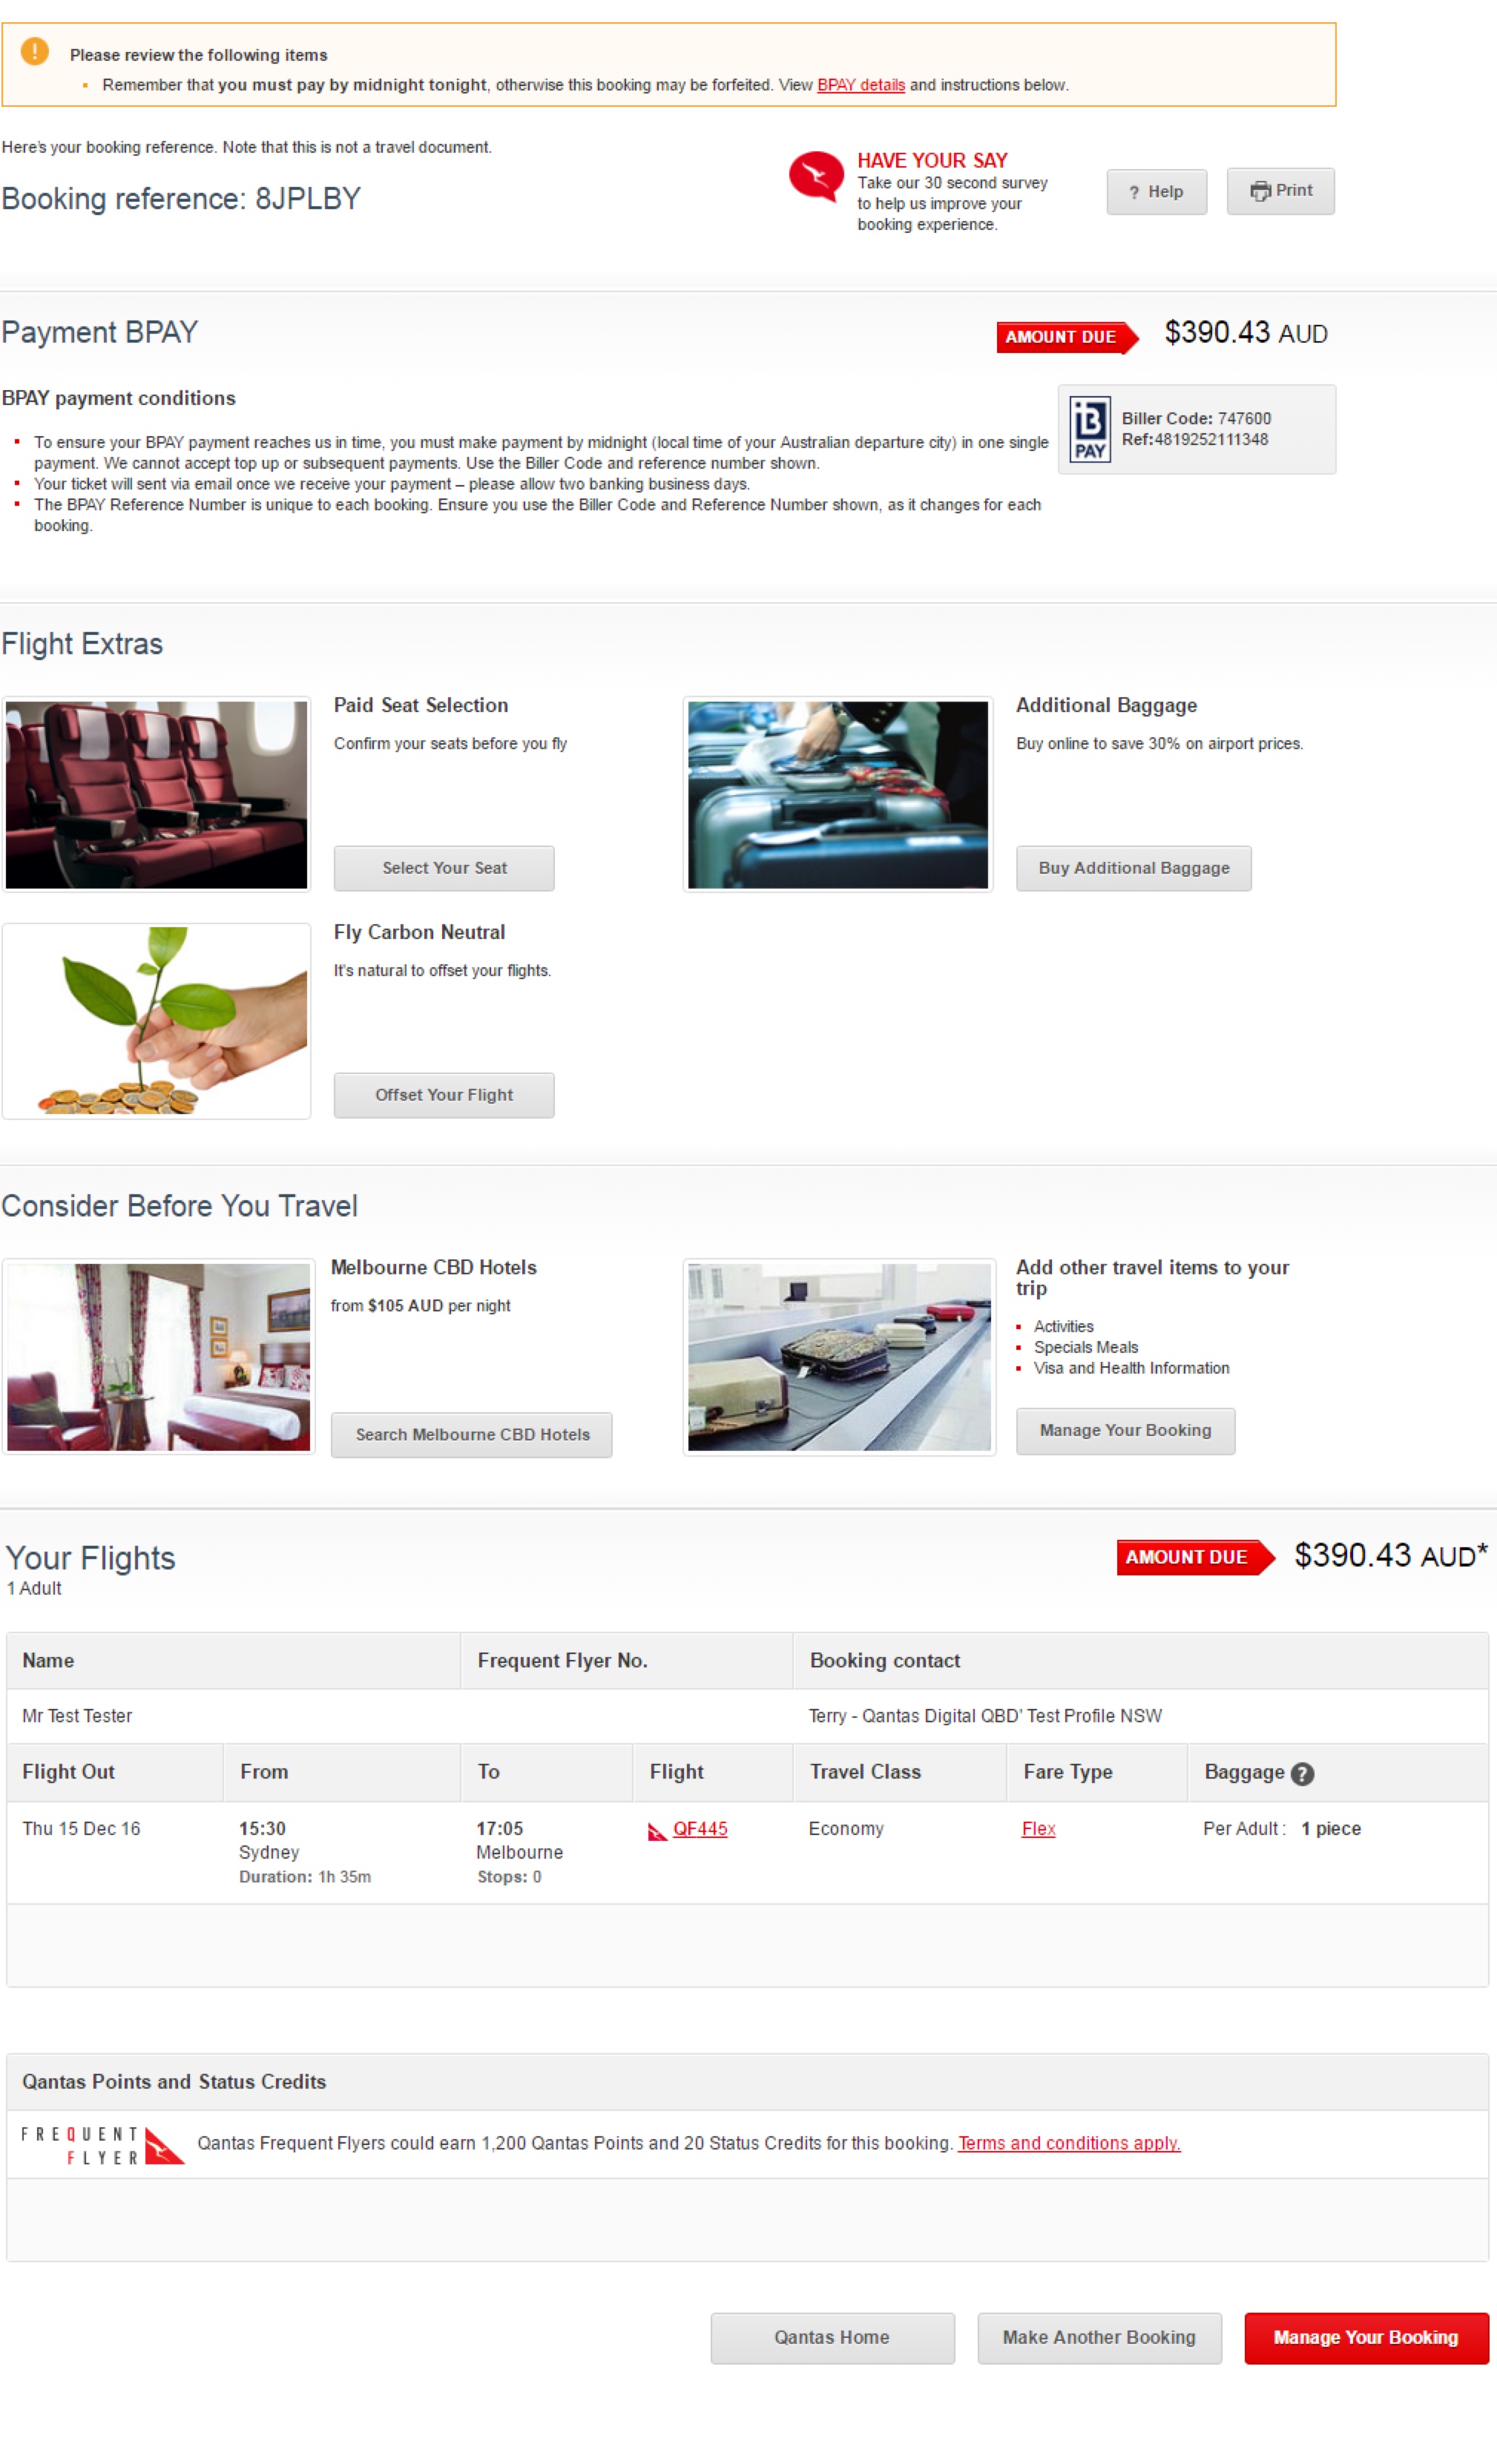 Please review the following items
Remember that you must pay by midnight tonight, otherwise this booking may be forfeited. View BPAY details and instructions below.
Here's your booking reference. Note that this is not a travel document.
Booking reference: 8JPLBY
HAVE YOUR SAY
Take our 30 second survey
to help us improve your
booking experience.
? Help
Print
Payment BPAY
AMOUNT DUE
$390.43 AUD
BPAY payment conditions
To ensure your BPAY payment reaches us in time, you must make payment by midnight (local time of your Australian departure city) in one single
payment. We cannot accept top up or subsequent payments. Use the Biller Code and reference number shown.
Your ticket will sent via email once we receive your payment – please allow two banking business days.
The BPAY Reference Number is unique to each booking. Ensure you use the Biller Code and Reference Number shown, as it changes for each
booking.
B
PAY
Biller Code: 747600
Ref:4819252111348
Flight Extras
Paid Seat Selection
Confirm your seats before you fly
Select Your Seat
Additional Baggage
Buy online to save 30% on airport prices.
Buy Additional Baggage
Fly Carbon Neutral
It's natural to offset your flights.
Offset Your Flight
Consider Before You Travel
Melbourne CBD Hotels
from $105 AUD per night
Search Melbourne CBD Hotels
Add other travel items to your
trip
Activities
Specials Meals
Visa and Health Information
Manage Your Booking
Your Flights
1 Adult
AMOUNT DUE
$390.43 AUD*
Name
Frequent Flyer No.
Booking contact
Mr Test Tester
Terry - Qantas Digital QBD' Test Profile NSW
Flight Out
From
To
Flight
Travel Class
Fare Type
Baggage ?
Thu 15 Dec 16
15:30
Sydney
Duration: 1h 35m
17:05
Melbourne
Stops: 0
QF445
Economy
Flex
Per Adult : 1 piece
Qantas Points and Status Credits
FREQUENT
FLYER
Qantas Frequent Flyers could earn 1,200 Qantas Points and 20 Status Credits for this booking. Terms and conditions apply.
Qantas Home
Make Another Booking
Manage Your Booking